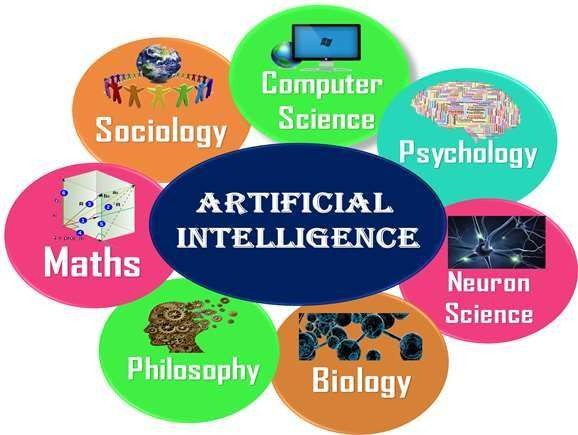 Computer
Science
Sociology
Psychology
ARTIFICIAL
INTELLIGENCE
Maths
Neuron
Science
Philosophy
Biology